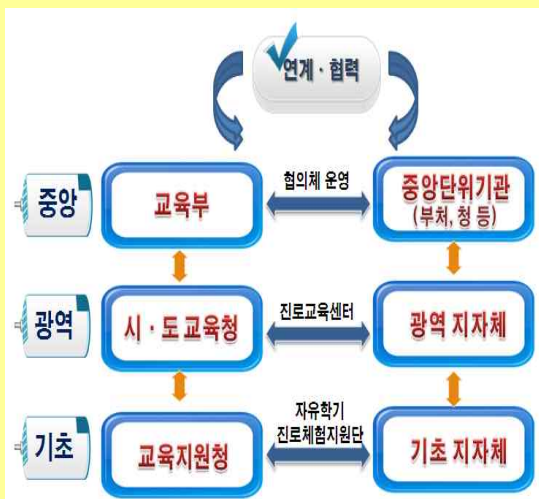 연계 · 협력
중앙
교육부
협의체 운영
중앙단위기관
(부처, 청 등)
광역
시 · 도교육청
진로교육센터
광역 지자체
기초
교육지원청
자유학기
진로체험지원단
기초 지자체